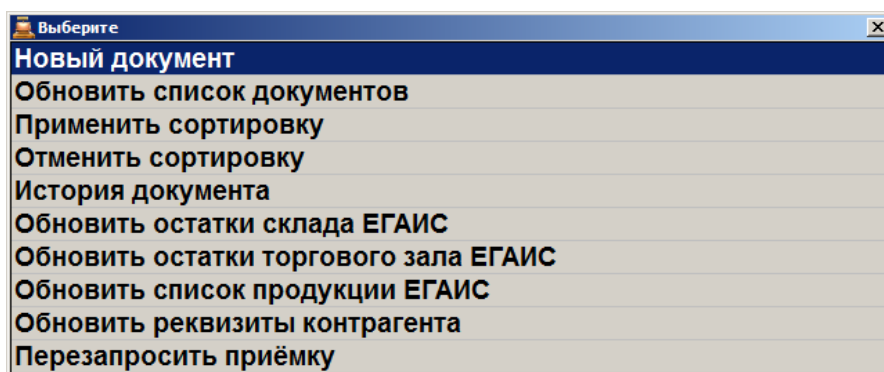 Выберите
Новый документ
Обновить список документов
Применить сортировку
Отменить сортировку
История документа
Обновить остатки склада ЕГАИС
Обновить остатки торгового зала ЕГАИС
Обновить список продукции ЕГАИС
Обновить реквизиты контрагента
Перезапросить приёмку